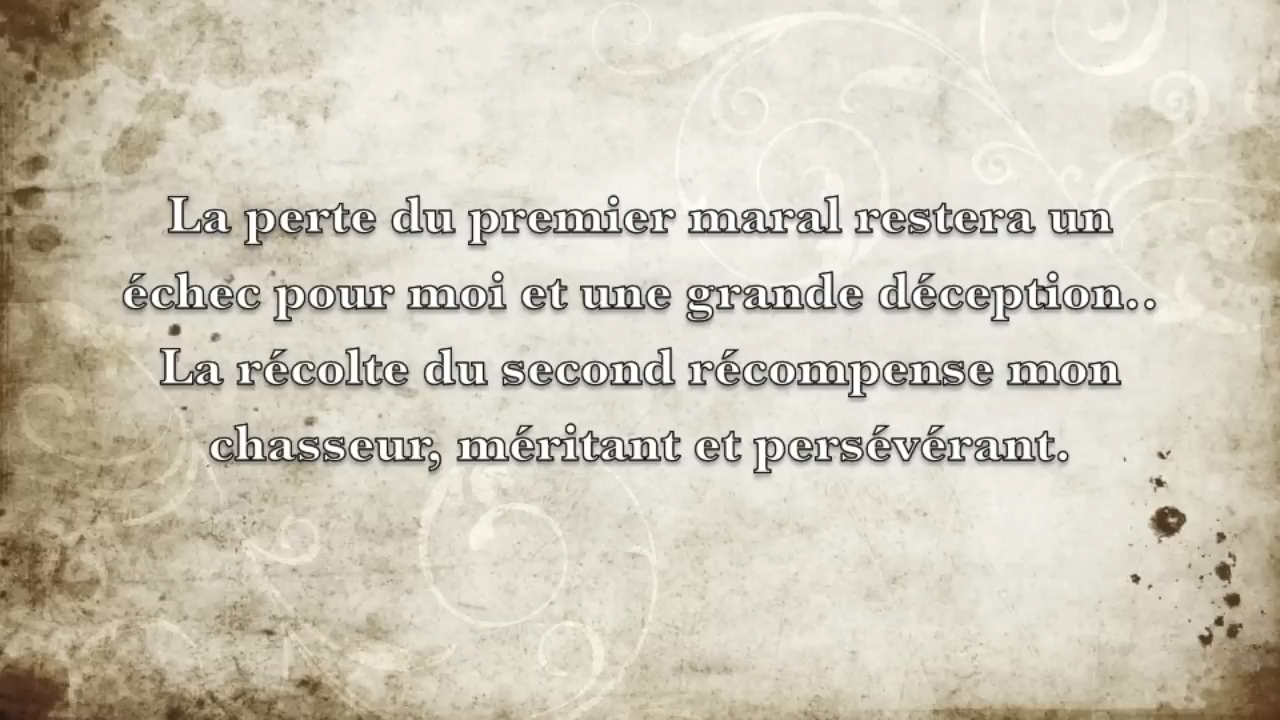 La perte du premier maral restera un
échec pour moi et une grande déception..
La récolte du second récompense mon
chasseur, méritant et persévérant.